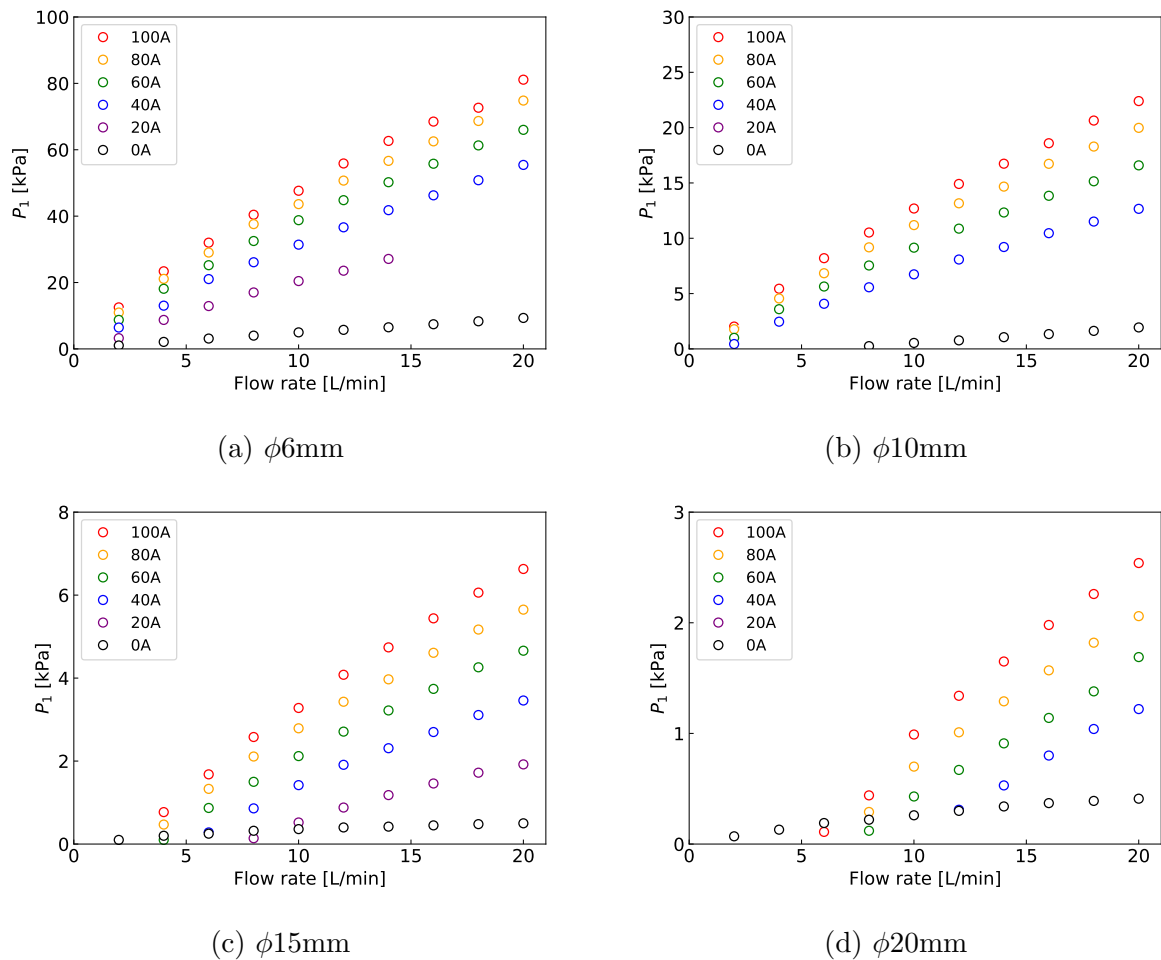 100
80
60
40
20
0
P₁ [kPa]
100A
80A
60A
40A
20A
0A
0 5 10 15 20
Flow rate [L/min]
(a) ϕ6mm
30
25
20
15
10
5
0
P₁ [kPa]
100A
80A
60A
40A
20A
0A
0 5 10 15 20
Flow rate [L/min]
(b) ϕ10mm
8
6
4
2
0
P₁ [kPa]
100A
80A
60A
40A
20A
0A
0 5 10 15 20
Flow rate [L/min]
(c) ϕ15mm
3
2
1
0
P₁ [kPa]
100A
80A
60A
40A
20A
0A
0 5 10 15 20
Flow rate [L/min]
(d) ϕ20mm